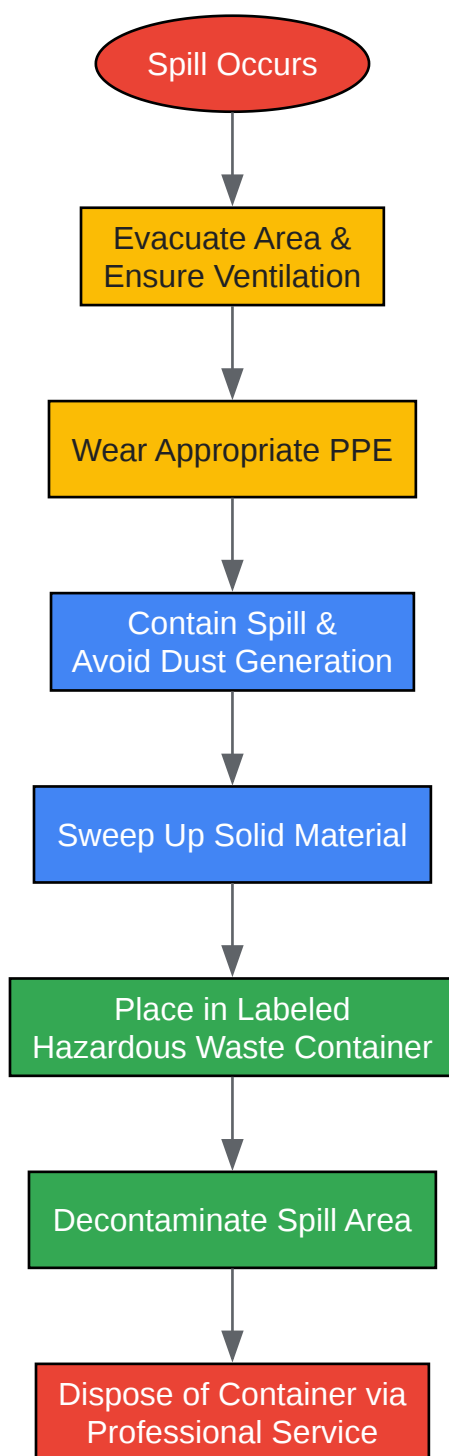 Spill Occurs
Evacuate Area &
Ensure Ventilation
Wear Appropriate PPE
Contain Spill &
Avoid Dust Generation
Sweep Up Solid Material
Place in Labeled
Hazardous Waste Container
Decontaminate Spill Area
Dispose of Container via
Professional Service